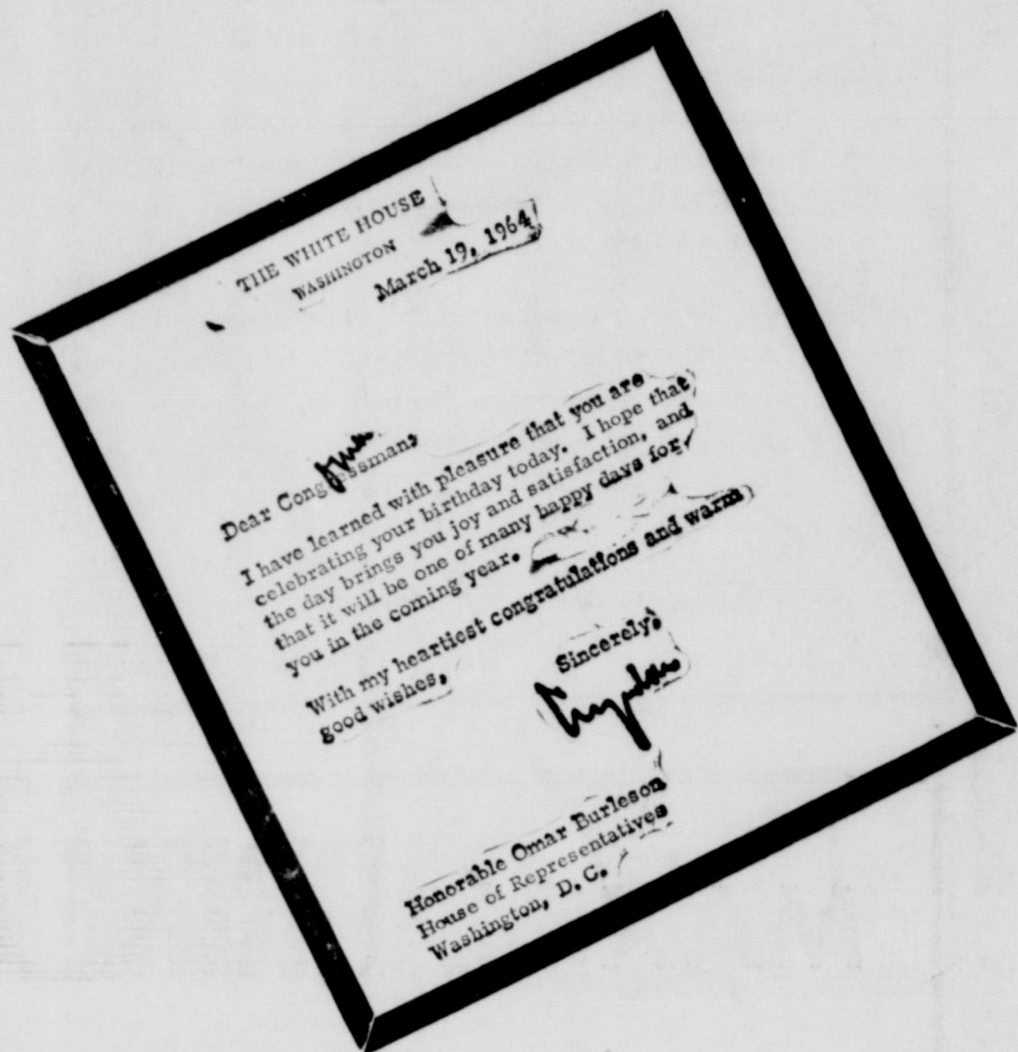 THE WHITE HOUSE
WASHINGTON
March 19, 1964
Dear Congressman:
I have learned with pleasure that you are
celebrating your birthday today. I hope that
the day brings you joy and satisfaction, and
that it will be one of many happy days for
you in the coming year.
With my heartiest congratulations and warm
good wishes,
Sincerely,
Honorable Omar Burleson
House of Representatives
Washington, D. C.